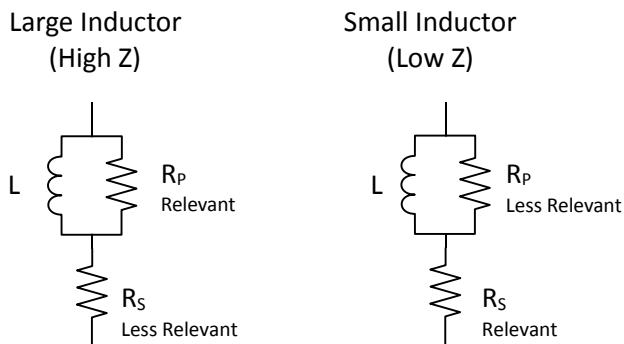 Large Inductor
(High Z)
L
RP
Relevant
RS
Less Relevant
Small Inductor
(Low Z)
L
RP
Less Relevant
RS
Relevant